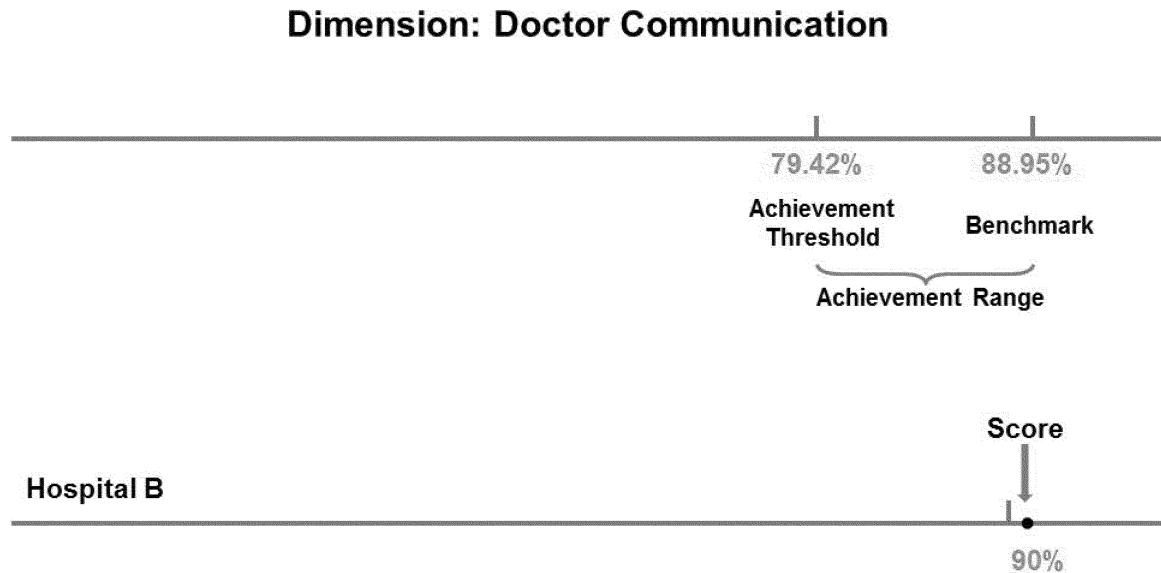 Dimension: Doctor Communication
79.42%
88.95%
Achievement
Threshold
Benchmark
Achievement Range
Score
Hospital B
90%